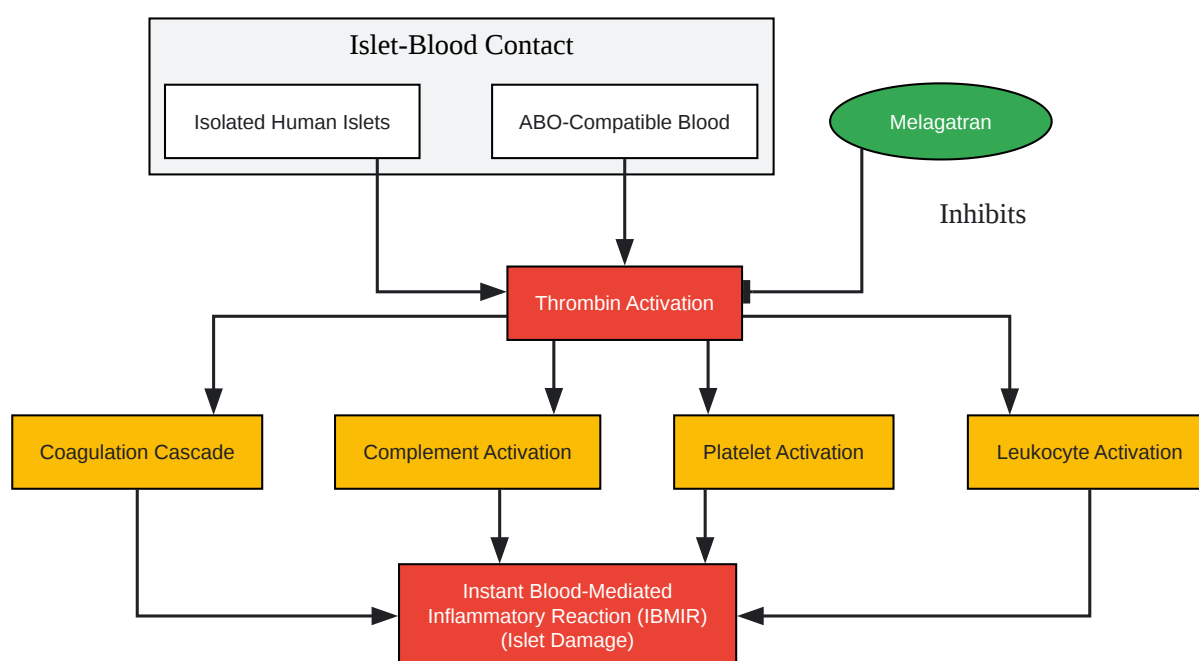 Islet-Blood Contact
Isolated Human Islets
ABO-Compatible Blood
Melagatran
Inhibits
Thrombin Activation
Coagulation Cascade
Complement Activation
Platelet Activation
Leukocyte Activation
Instant Blood-Mediated
Inflammatory Reaction (IBMIR)
(Islet Damage)